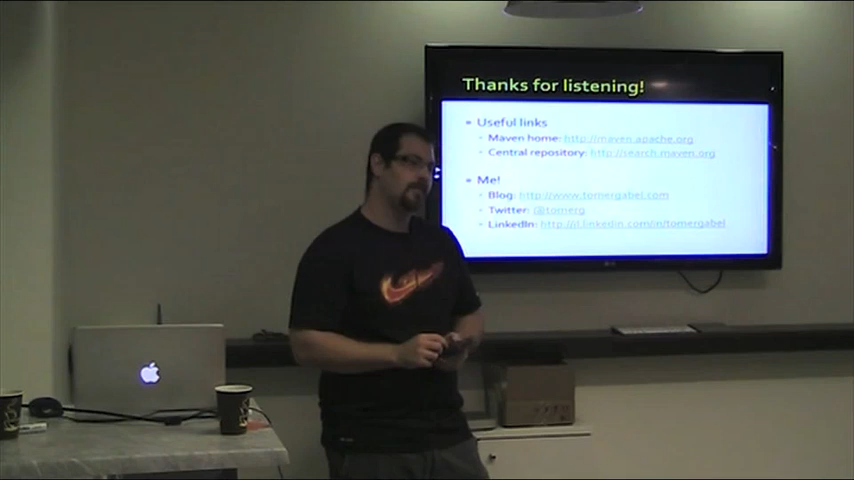 Thanks for listening!
Useful links
Maven home: http://maven.apache.org
Central repository: http://search.maven.org
Me!
Blog: http://www.tomergabel.com
Twitter: @tomerg
LinkedIn: http://il.linkedin.com/in/tomergabel